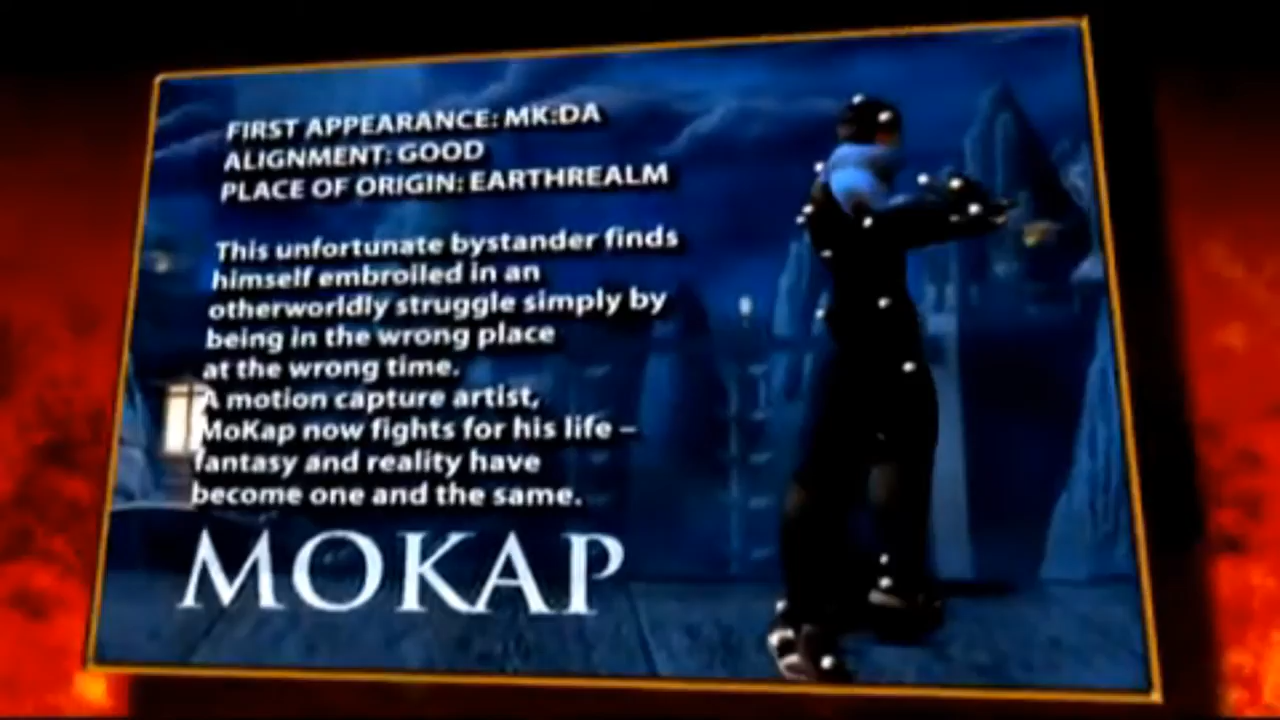 FIRST APPEARANCE: MK:DA
ALIGNMENT: GOOD
PLACE OF ORIGIN: EARTHREALM
This unfortunate bystander finds
himself embroiled in an
otherworldly struggle simply by
being in the wrong place
at the wrong time.
A motion capture artist,
MoKap now fights for his life –
fantasy and reality have
become one and the same.
MOKAP